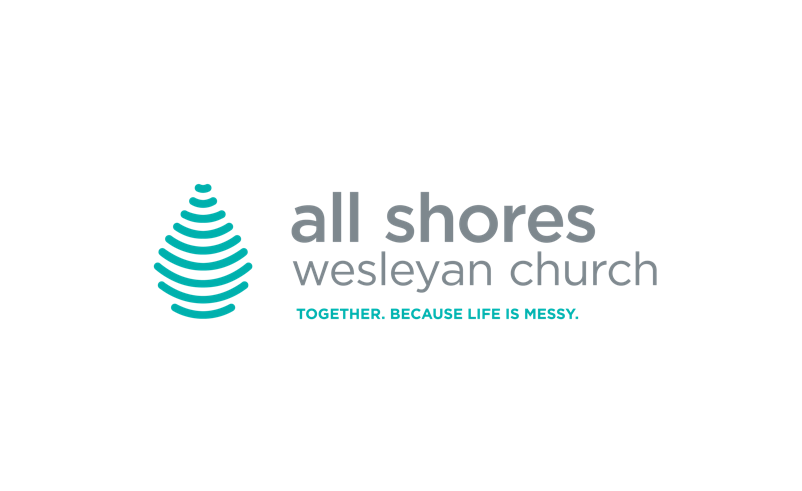 all shores
wesleyan church
TOGETHER. BECAUSE LIFE IS MESSY.